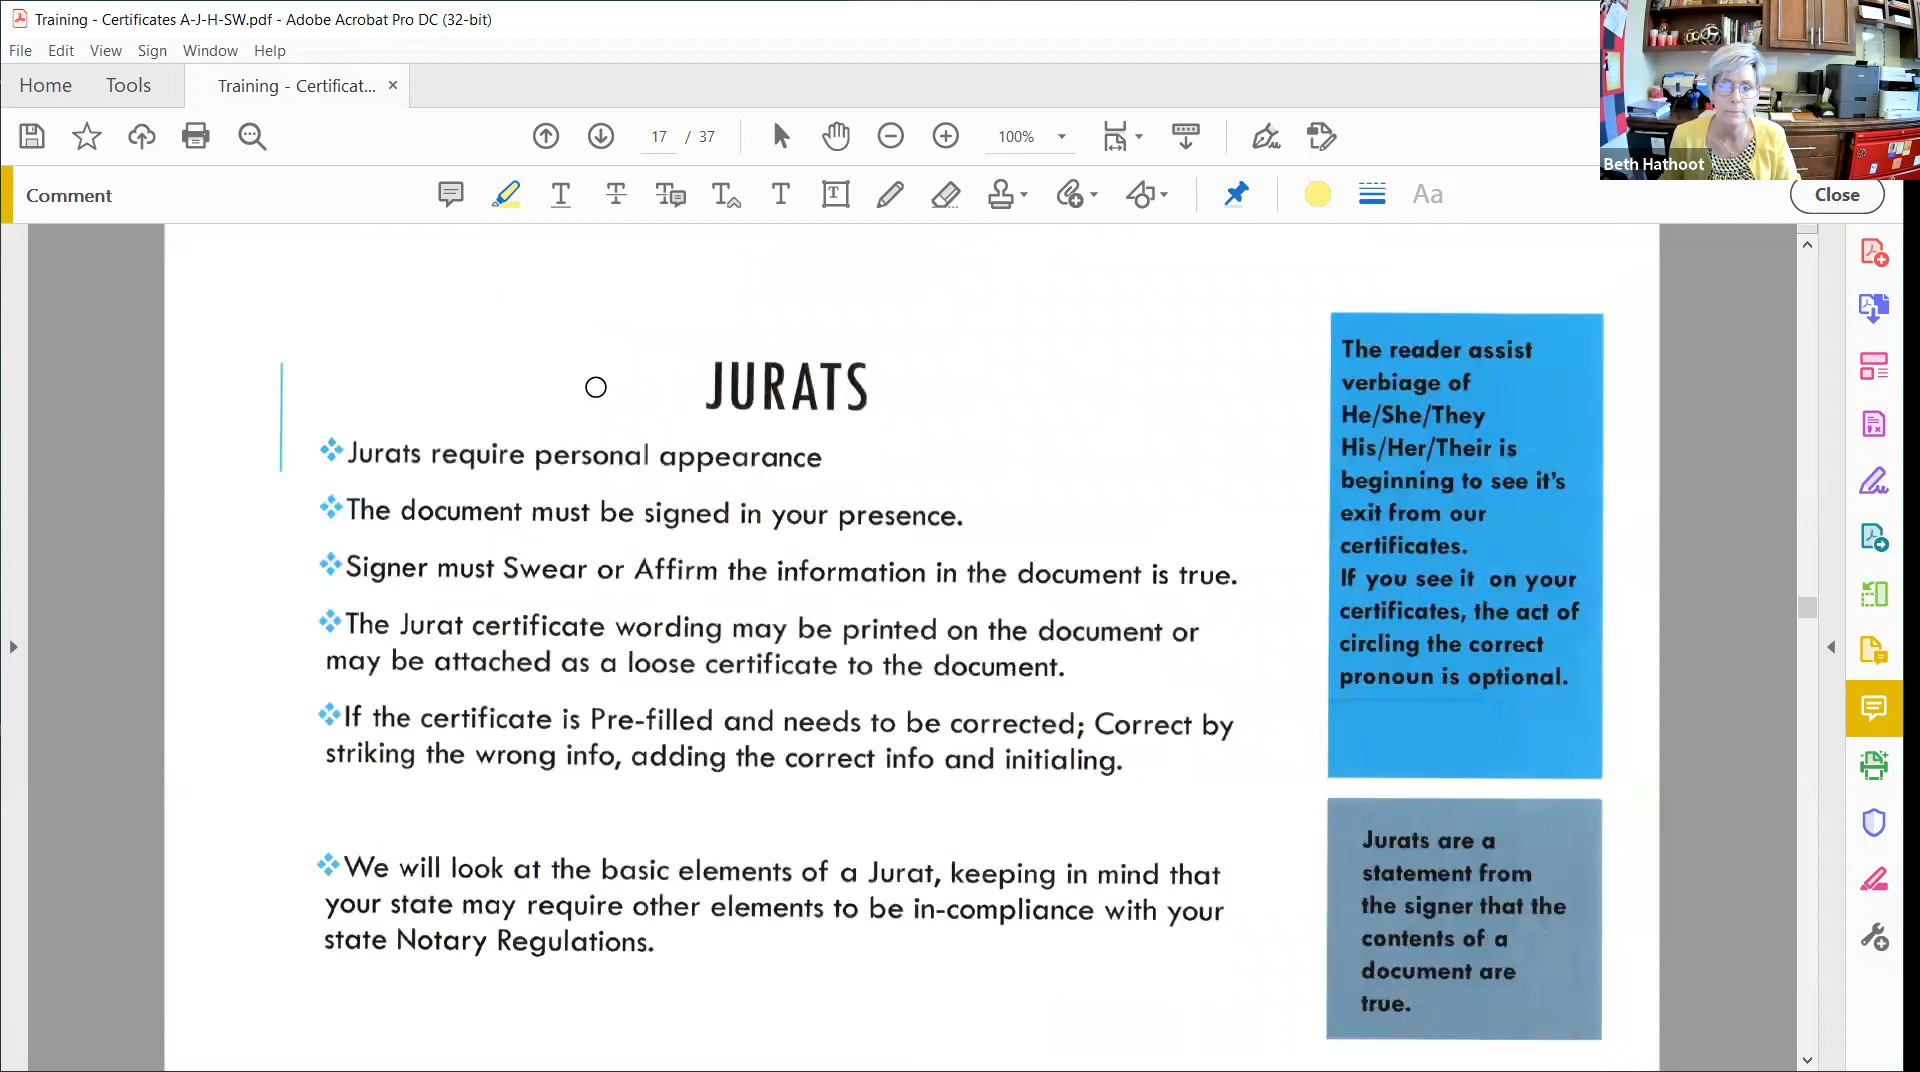 Training - Certificates A-J-H-SW.pdf - Adobe Acrobat Pro DC (32-bit)
File Edit View Sign Window Help
Home Tools Training - Certificat... ×
17 / 37 100%
Beth Hathoot
Comment Aa Close
JURATS
Jurats require personal appearance
The document must be signed in your presence.
Signer must Swear or Affirm the information in the document is true.
The Jurat certificate wording may be printed on the document or
may be attached as a loose certificate to the document.
If the certificate is Pre-filled and needs to be corrected; Correct by
striking the wrong info, adding the correct info and initialing.
We will look at the basic elements of a Jurat, keeping in mind that
your state may require other elements to be in-compliance with your
state Notary Regulations.
The reader assist
verbiage of
He/She/They
His/Her/Their is
beginning to see it's
exit from our
certificates.
If you see it on your
certificates, the act of
circling the correct
pronoun is optional.
Jurats are a
statement from
the signer that the
contents of a
document are
true.